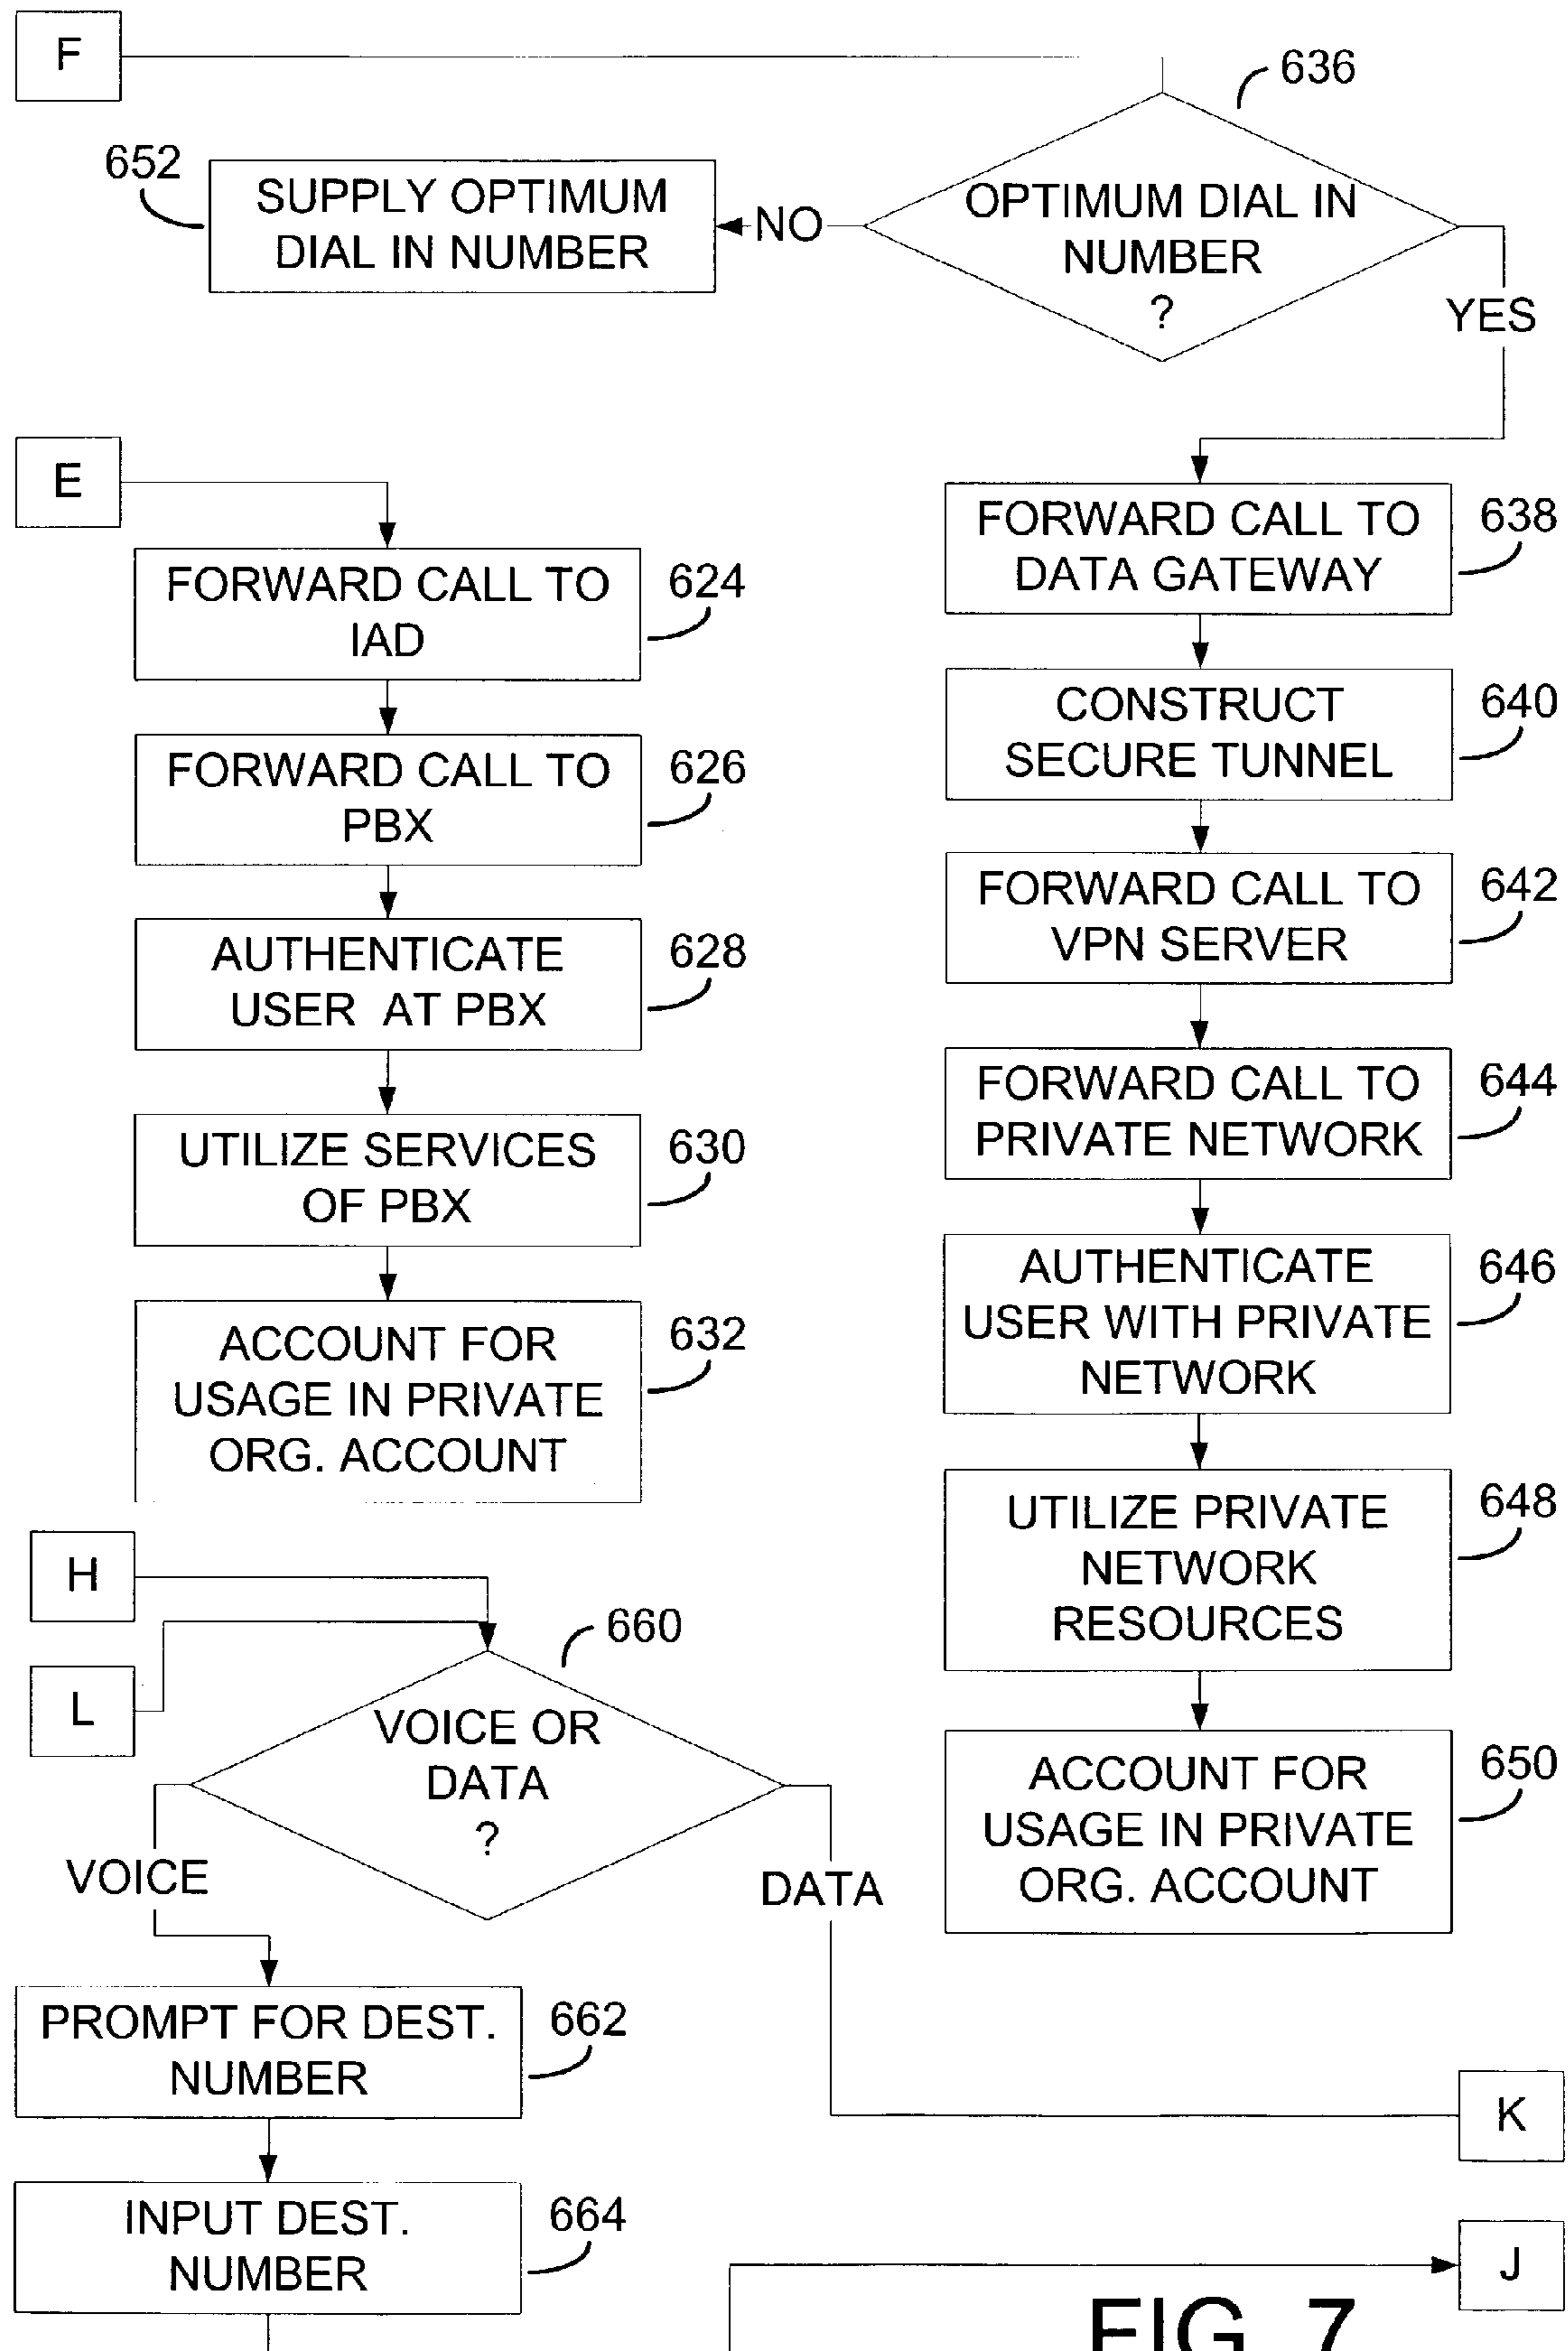 F
636
652
SUPPLY OPTIMUM
DIAL IN NUMBER
NO
OPTIMUM DIAL IN
NUMBER
?
YES
E
FORWARD CALL TO
IAD
624
FORWARD CALL TO
PBX
626
AUTHENTICATE
USER AT PBX
628
UTILIZE SERVICES
OF PBX
630
ACCOUNT FOR
USAGE IN PRIVATE
ORG. ACCOUNT
632
FORWARD CALL TO
DATA GATEWAY
638
CONSTRUCT
SECURE TUNNEL
640
FORWARD CALL TO
VPN SERVER
642
FORWARD CALL TO
PRIVATE NETWORK
644
AUTHENTICATE
USER WITH PRIVATE
NETWORK
646
UTILIZE PRIVATE
NETWORK
RESOURCES
648
ACCOUNT FOR
USAGE IN PRIVATE
ORG. ACCOUNT
650
H
L
660
VOICE OR
DATA
?
VOICE
DATA
PROMPT FOR DEST.
NUMBER
662
INPUT DEST.
NUMBER
664
K
J
FIG. 7